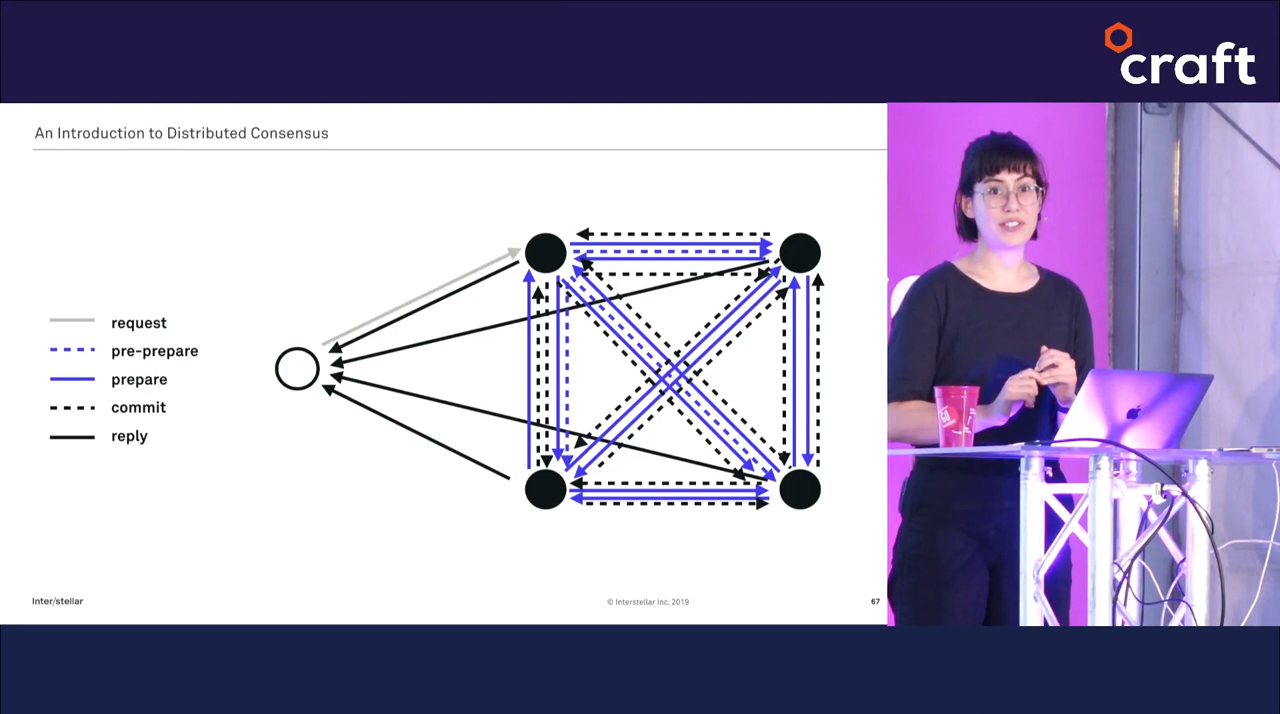 craft
An Introduction to Distributed Consensus
request
pre-prepare
prepare
commit
reply
Inter/stellar
© Interstellar Inc. 2019
67